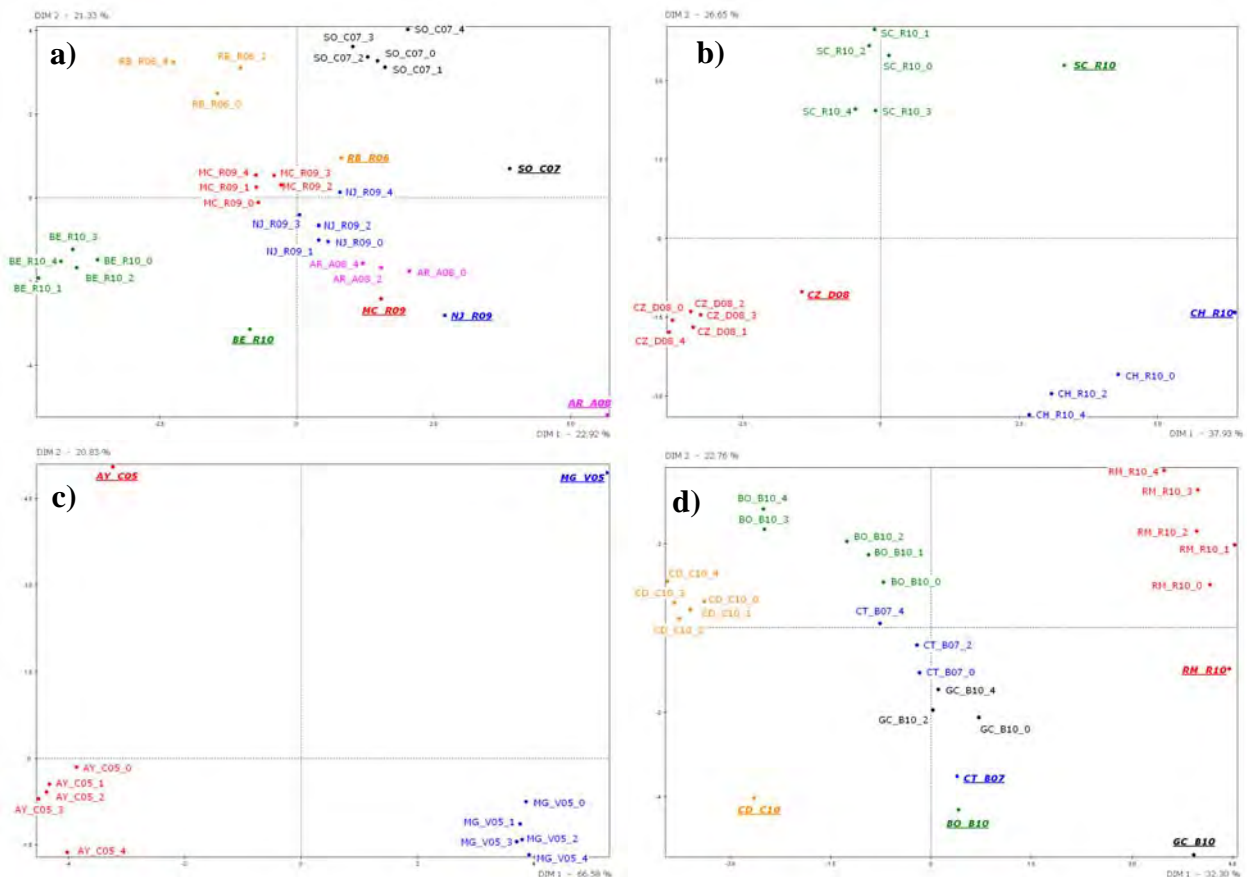 DIM 2 - 21.33 %
a)
SO_C07_4
SO_C07_3
SO_C07_0
SO_C07_2
SO_C07_1
RB_R06_2
RB_R06_4
RB_R06_0
RB_R06
SO_C07
MC_R09_4
MC_R09_3
MC_R09_1
MC_R09_2
MC_R09_0
NJ_R09_4
NJ_R09_3
NJ_R09_2
NJ_R09_1
NJ_R09_0
BE_R10_3
BE_R10_4
BE_R10_0
BE_R10_2
BE_R10_1
AR_A08_4
AR_A08_0
AR_A08_2
MC_R09
NJ_R09
BE_R10
AR_A08
DIM 1 - 22.92 %
DIM 2 - 26.65 %
b)
SC_R10_1
SC_R10_2
SC_R10_0
SC_R10
SC_R10_4
SC_R10_3
CZ_D08
CZ_D08_0
CZ_D08_2
CZ_D08_3
CZ_D08_1
CZ_D08_4
CH_R10
CH_R10_0
CH_R10_2
CH_R10_4
DIM 1 - 37.93 %
DIM 2 - 20.83 %
c)
AY_C05
MG_V05
AY_C05_0
AY_C05_1
AY_C05_2
AY_C05_3
AY_C05_4
MG_V05_0
MG_V05_1
MG_V05_2
MG_V05_3
MG_V05_4
DIM 1 - 66.58 %
DIM 2 - 22.76 %
d)
RM_R10_4
RM_R10_3
RM_R10_2
RM_R10_1
RM_R10_0
BO_B10_4
BO_B10_3
BO_B10_2
BO_B10_1
BO_B10_0
CD_C10_4
CD_C10_3
CD_C10_0
CD_C10_1
CT_B07_4
CT_B07_2
CT_B07_0
RM_R10
GC_B10_4
GC_B10_2
GC_B10_0
CT_B07
CD_C10
BO_B10
GC_B10
DIM 1 - 32.30 %